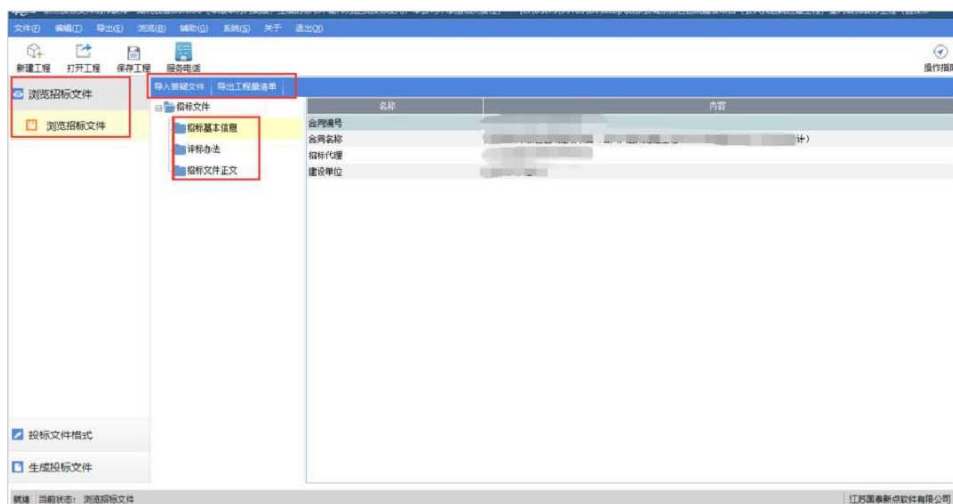 文件(F) 编辑(T) 导出(E) 浏览(B) 辅助(G) 系统(S) 关于 退出(X)
新建工程 打开工程 保存工程 服务电话 操作指南
浏览招标文件
浏览招标文件
导入答疑文件 导出工程量清单
招标文件
招标基本信息
评标办法
招标文件正文
名称 内容
合同编号
合同名称 计)
招标代理
建设单位
投标文件格式
生成投标文件
就绪 当前状态: 浏览招标文件 江苏国泰新点软件有限公司